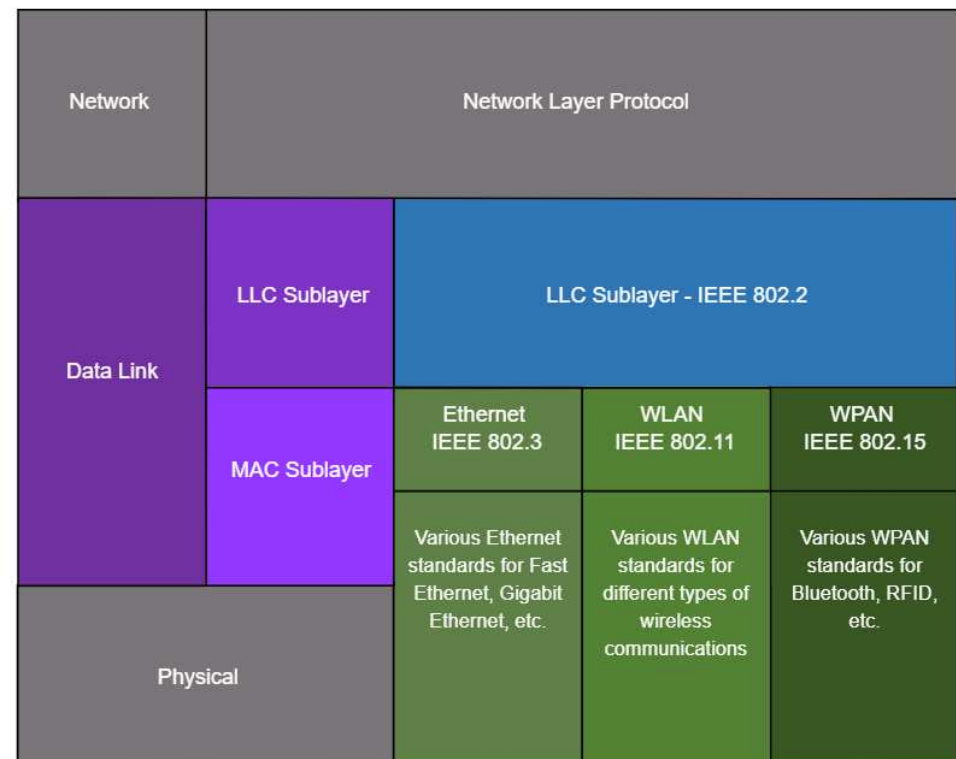 Network
Network Layer Protocol
Data Link
LLC Sublayer
LLC Sublayer - IEEE 802.2
MAC Sublayer
Ethernet
IEEE 802.3
WLAN
IEEE 802.11
WPAN
IEEE 802.15
Various Ethernet
standards for Fast
Ethernet, Gigabit
Ethernet, etc.
Various WLAN
standards for
different types of
wireless
communications
Various WPAN
standards for
Bluetooth, RFID,
etc.
Physical